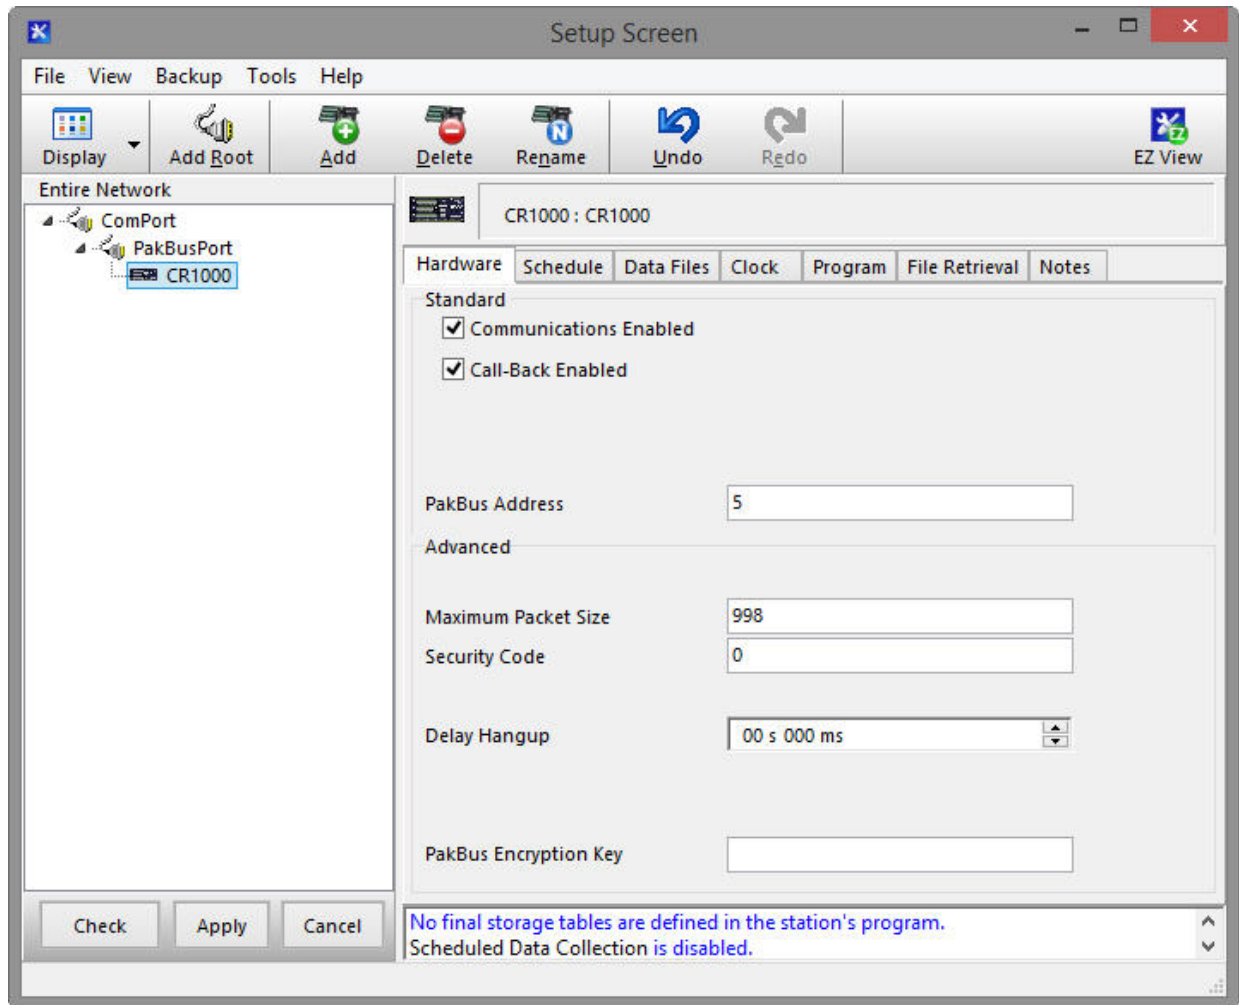 Setup Screen
File View Backup Tools Help
Display Add Root Add Delete Rename Undo Redo EZ View
N
EZ
Entire Network
ComPort
PakBusPort
CR1000
CR1000 : CR1000
Hardware Schedule Data Files Clock Program File Retrieval Notes
Standard
Communications Enabled
Call-Back Enabled
PakBus Address 5
Advanced
Maximum Packet Size 998
Security Code 0
Delay Hangup 00 s 000 ms
PakBus Encryption Key
Check Apply Cancel
No final storage tables are defined in the station's program.
Scheduled Data Collection is disabled.